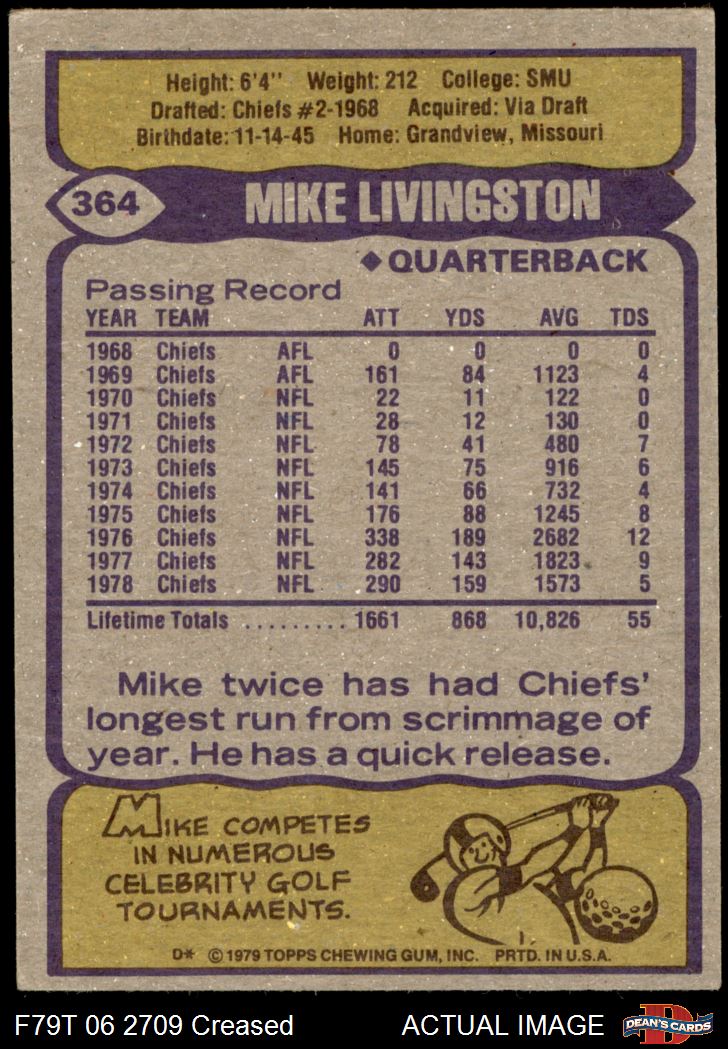 Height: 6'4'' Weight: 212 College: SMU
Drafted: Chiefs #2-1968 Acquired: Via Draft
Birthdate: 11-14-45 Home: Grandview, Missouri
364 MIKE LIVINGSTON
◆ QUARTERBACK
Passing Record
YEAR TEAM ATT YDS AVG TDS
1968 Chiefs AFL 0 0 0 0
1969 Chiefs AFL 161 84 1123 4
1970 Chiefs NFL 22 11 122 0
1971 Chiefs NFL 28 12 130 0
1972 Chiefs NFL 78 41 480 7
1973 Chiefs NFL 145 75 916 6
1974 Chiefs NFL 141 66 732 4
1975 Chiefs NFL 176 88 1245 8
1976 Chiefs NFL 338 189 2682 12
1977 Chiefs NFL 282 143 1823 9
1978 Chiefs NFL 290 159 1573 5
Lifetime Totals ......... 1661 868 10,826 55
Mike twice has had Chiefs'
longest run from scrimmage of
year. He has a quick release.
MIKE COMPETES
IN NUMEROUS
CELEBRITY GOLF
TOURNAMENTS.
D* © 1979 TOPPS CHEWING GUM, INC. PRTD. IN U.S.A.
F79T 06 2709 Creased ACTUAL IMAGE DEAN'S CARDS